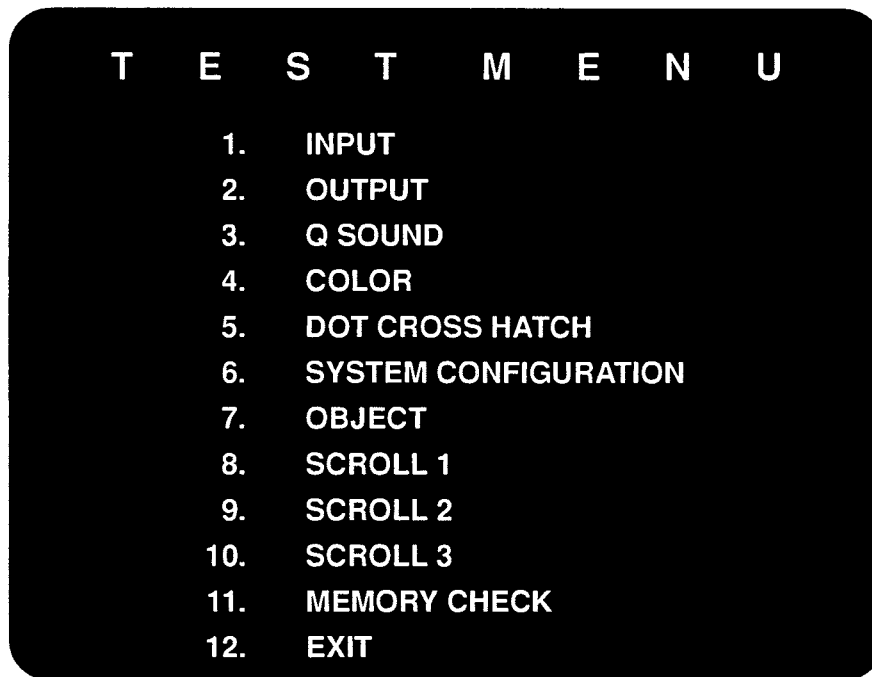 T E S T M E N U
1. INPUT
2. OUTPUT
3. Q SOUND
4. COLOR
5. DOT CROSS HATCH
6. SYSTEM CONFIGURATION
7. OBJECT
8. SCROLL 1
9. SCROLL 2
10. SCROLL 3
11. MEMORY CHECK
12. EXIT